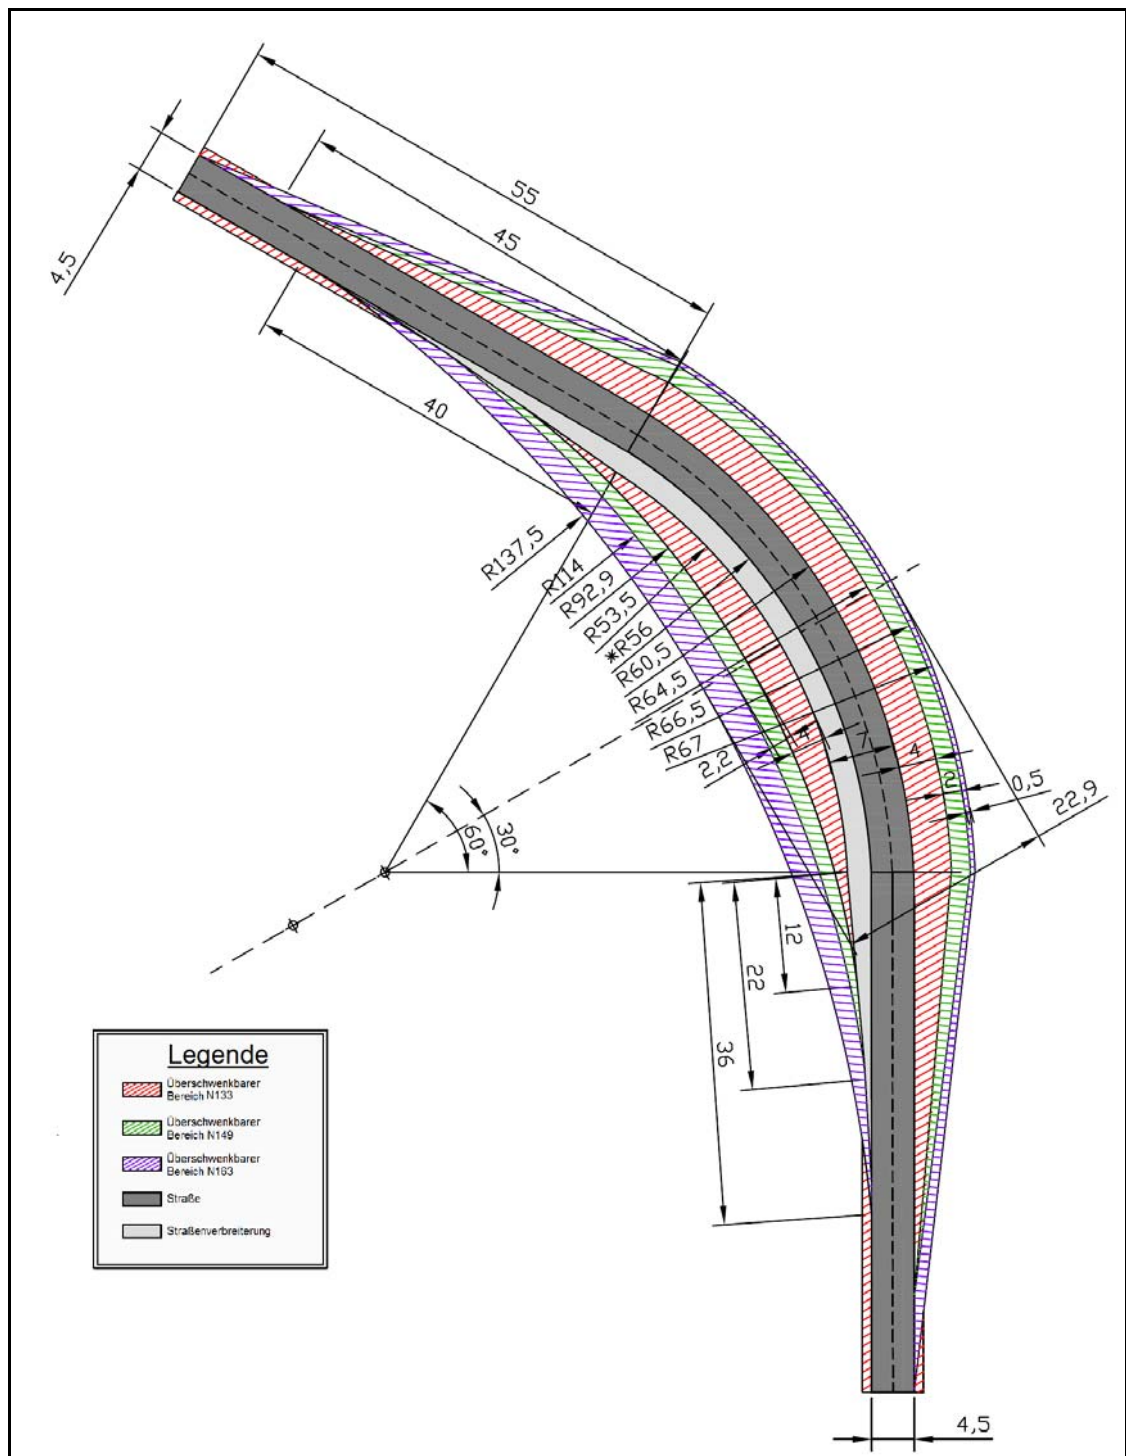 55
45
4,5
40
R137,5
R114
R92,9
R53,5
*R56
R60,5
R64,5
R66,5
R67
2,2
4
7
4
2
0,5
22,9
60°
30°
12
22
36
Legende
Überschwenkbarer
Bereich N133
Überschwenkbarer
Bereich N149
Überschwenkbarer
Bereich N163
Straße
Straßenverbreiterung
4,5